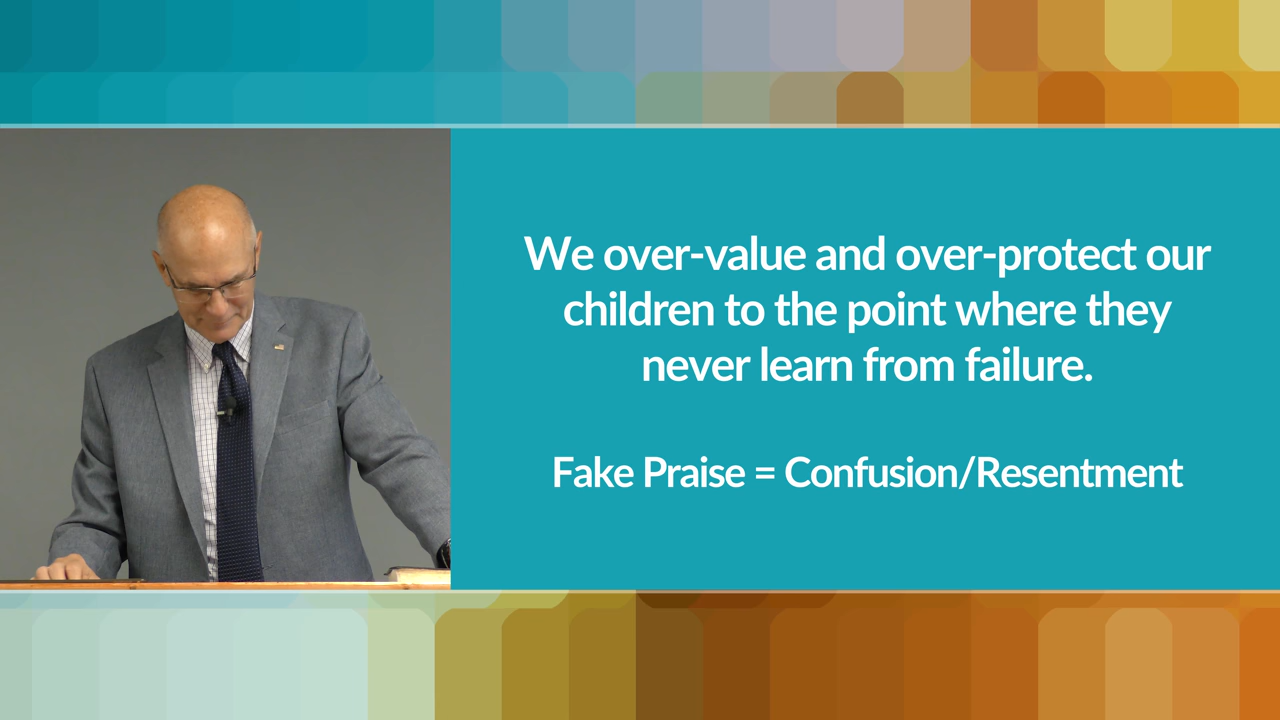 We over-value and over-protect our
children to the point where they
never learn from failure.
Fake Praise = Confusion/Resentment